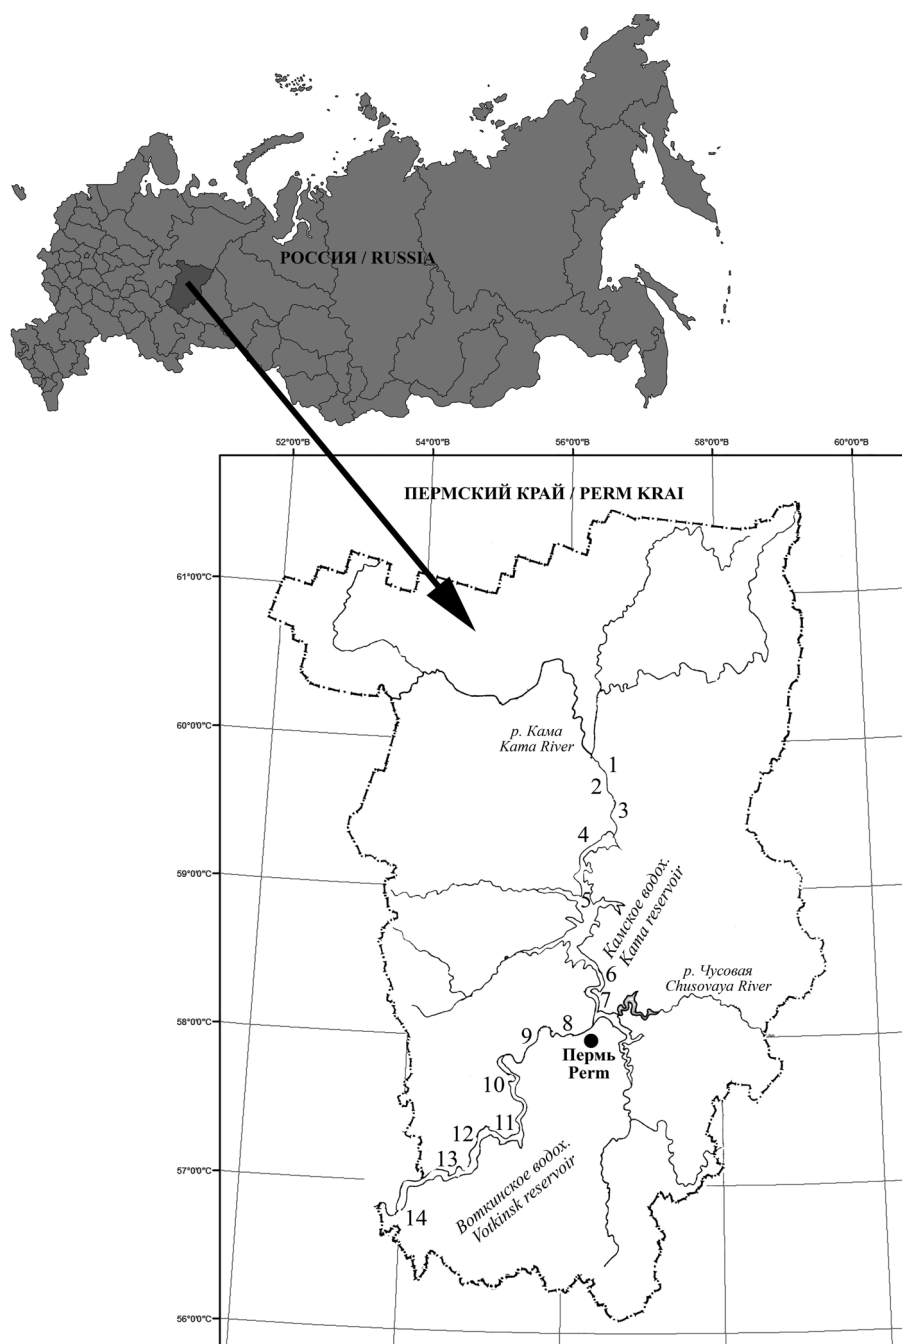 РОССИЯ / RUSSIA
52°0'0"В 54°0'0"В 56°0'0"В 58°0'0"В 60°0'0"В
ПЕРМСКИЙ КРАЙ / PERM KRAI
61°0'0"С
60°0'0"С
р. Кама
Kama River
1
2
3
4
59°0'0"С
5
Камское водох.
Kama reservoir
6
р. Чусовая
Chusovaya River
7
58°0'0"С
8
9
Пермь
Perm
10
11
12
13
57°0'0"С
Воткинское водох.
Votkinsk reservoir
14
56°0'0"С